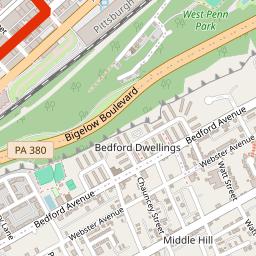 Pittsburgh
West Penn
Park
Bigelow Boulevard
PA 380
Bedford Dwellings
Bedford Avenue
Webster Avenue
Watt Street
Chauncey Street
Bedford Avenue
Lane
Webster Avenue
Middle Hill